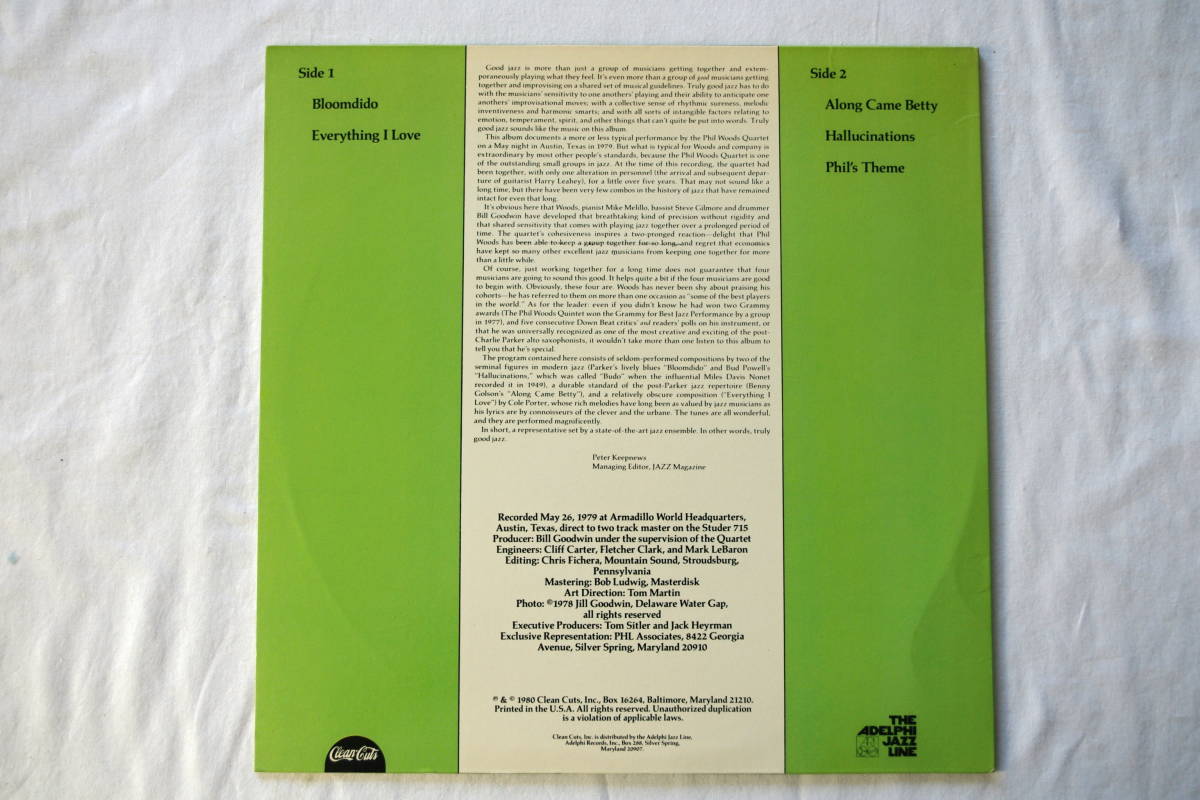 Side 1
Bloomdido
Everything I Love
Good jazz is more than just a group of musicians getting together and extem-
poraneously playing what they feel. It's even more than a group of good musicians getting
together and improvising on a shared set of musical guidelines. Truly good jazz has to do
with the musicians' sensitivity to one anothers' playing and their ability to anticipate one
anothers' improvisational moves; with a collective sense of rhythmic sureness, melodic
inventiveness and harmonic smarts; and with all sorts of intangible factors relating to
emotion, temperament, spirit, and other things that can't quite be put into words. Truly
good jazz sounds like the music on this album.
This album documents a more or less typical performance by the Phil Woods Quartet
on a May night in Austin, Texas in 1979. But what is typical for Woods and company is
extraordinary by most other people's standards, because the Phil Woods Quartet is one
of the outstanding small groups in jazz. At the time of this recording, the quartet had
been together, with only one alteration in personnel (the arrival and subsequent depar-
ture of guitarist Harry Leahey), for a little over five years. That may not sound like a
long time, but there have been very few combos in the history of jazz that have remained
intact for even that long.
It's obvious here that Woods, pianist Mike Melillo, bassist Steve Gilmore and drummer
Bill Goodwin have developed that breathtaking kind of precision without rigidity and
that shared sensitivity that comes with playing jazz together over a prolonged period of
time. The quartet's cohesiveness inspires a two-pronged reaction—delight that Phil
Woods has been able to keep a group together for so long, and regret that economics
have kept so many other excellent jazz musicians from keeping one together for more
than a little while.
Of course, just working together for a long time does not guarantee that four
musicians are going to sound this good. It helps quite a bit if the four musicians are good
to begin with. Obviously, these four are. Woods has never been shy about praising his
cohorts—he has referred to them on more than one occasion as "some of the best players
in the world." As for the leader: even if you didn't know he had won two Grammy
awards (The Phil Woods Quintet won the Grammy for Best Jazz Performance by a group
in 1977), and five consecutive Down Beat critics' and readers' polls on his instrument, or
that he was universally recognized as one of the most creative and exciting of the post-
Charlie Parker alto saxophonists, it wouldn't take more than one listen to this album to
tell you that he's special.
The program contained here consists of seldom-performed compositions by two of the
seminal figures in modern jazz (Parker's lively blues "Bloomdido" and Bud Powell's
"Hallucinations," which was called "Budo" when the influential Miles Davis Nonet
recorded it in 1949), a durable standard of the post-Parker jazz repertoire (Benny
Golson's "Along Came Betty"), and a relatively obscure composition ("Everything I
Love") by Cole Porter, whose rich melodies have long been as valued by jazz musicians as
his lyrics are by connoisseurs of the clever and the urbane. The tunes are all wonderful,
and they are performed magnificently.
In short, a representative set by a state-of-the-art jazz ensemble. In other words, truly
good jazz.
Peter Keepnews
Managing Editor, JAZZ Magazine
Recorded May 26, 1979 at Armadillo World Headquarters,
Austin, Texas, direct to two track master on the Studer 715
Producer: Bill Goodwin under the supervision of the Quartet
Engineers: Cliff Carter, Fletcher Clark, and Mark LeBaron
Editing: Chris Fichera, Mountain Sound, Stroudsburg,
Pennsylvania
Mastering: Bob Ludwig, Masterdisk
Art Direction: Tom Martin
Photo: ©1978 Jill Goodwin, Delaware Water Gap,
all rights reserved
Executive Producers: Tom Sitler and Jack Heyrman
Exclusive Representation: PHL Associates, 8422 Georgia
Avenue, Silver Spring, Maryland 20910
℗ & © 1980 Clean Cuts, Inc., Box 16264, Baltimore, Maryland 21210.
Printed in the U.S.A. All rights reserved. Unauthorized duplication
is a violation of applicable laws.
Clean Cuts, Inc. is distributed by the Adelphi Jazz Line,
Adelphi Records, Inc., Box 288, Silver Spring,
Maryland 20907.
Side 2
Along Came Betty
Hallucinations
Phil's Theme
Clean Cuts
THE
ADELPHI
JAZZ
LINE